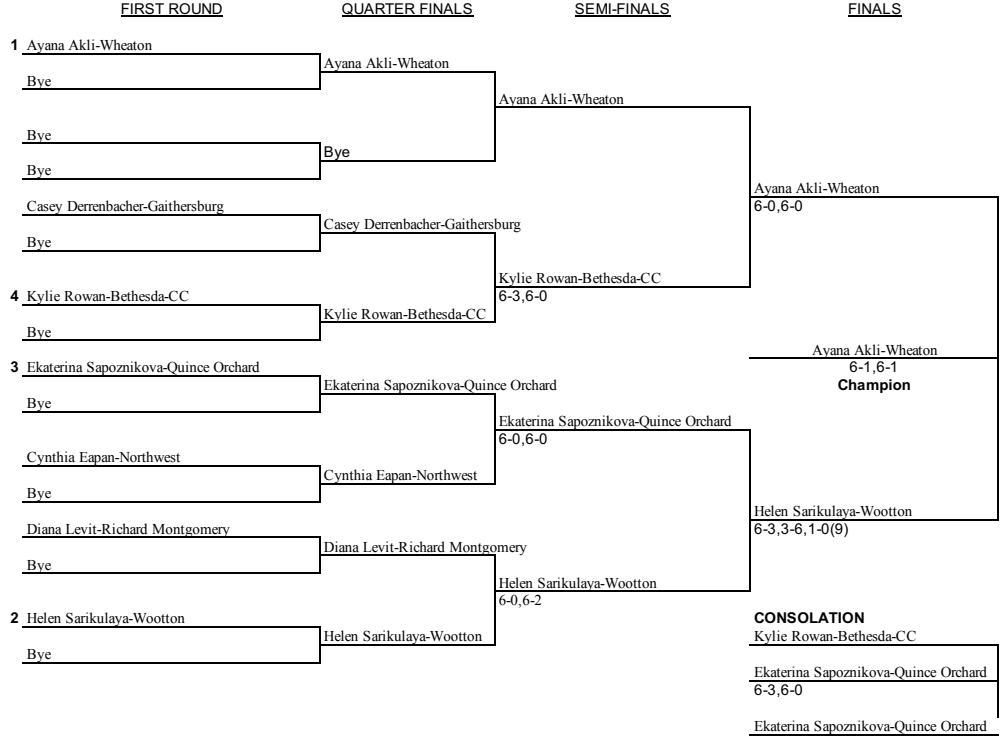 FIRST ROUND QUARTER FINALS SEMI-FINALS FINALS
1 Ayana Akli-Wheaton
Bye
Bye
Bye
Casey Derrenbacher-Gaithersburg
Bye
4 Kylie Rowan-Bethesda-CC
Bye
3 Ekaterina Sapoznikova-Quince Orchard
Bye
Cynthia Eapan-Northwest
Bye
Diana Levit-Richard Montgomery
Bye
2 Helen Sarikulaya-Wootton
Bye
Ayana Akli-Wheaton
Bye
Casey Derrenbacher-Gaithersburg
Kylie Rowan-Bethesda-CC
Ekaterina Sapoznikova-Quince Orchard
Cynthia Eapan-Northwest
Diana Levit-Richard Montgomery
Helen Sarikulaya-Wootton
Ayana Akli-Wheaton
Kylie Rowan-Bethesda-CC
6-3,6-0
Ekaterina Sapoznikova-Quince Orchard
6-0,6-0
Helen Sarikulaya-Wootton
6-0,6-2
Ayana Akli-Wheaton
6-0,6-0
Ayana Akli-Wheaton
6-1,6-1
Champion
Helen Sarikulaya-Wootton
6-3,3-6,1-0(9)
CONSOLATION
Kylie Rowan-Bethesda-CC
Ekaterina Sapoznikova-Quince Orchard
6-3,6-0
Ekaterina Sapoznikova-Quince Orchard